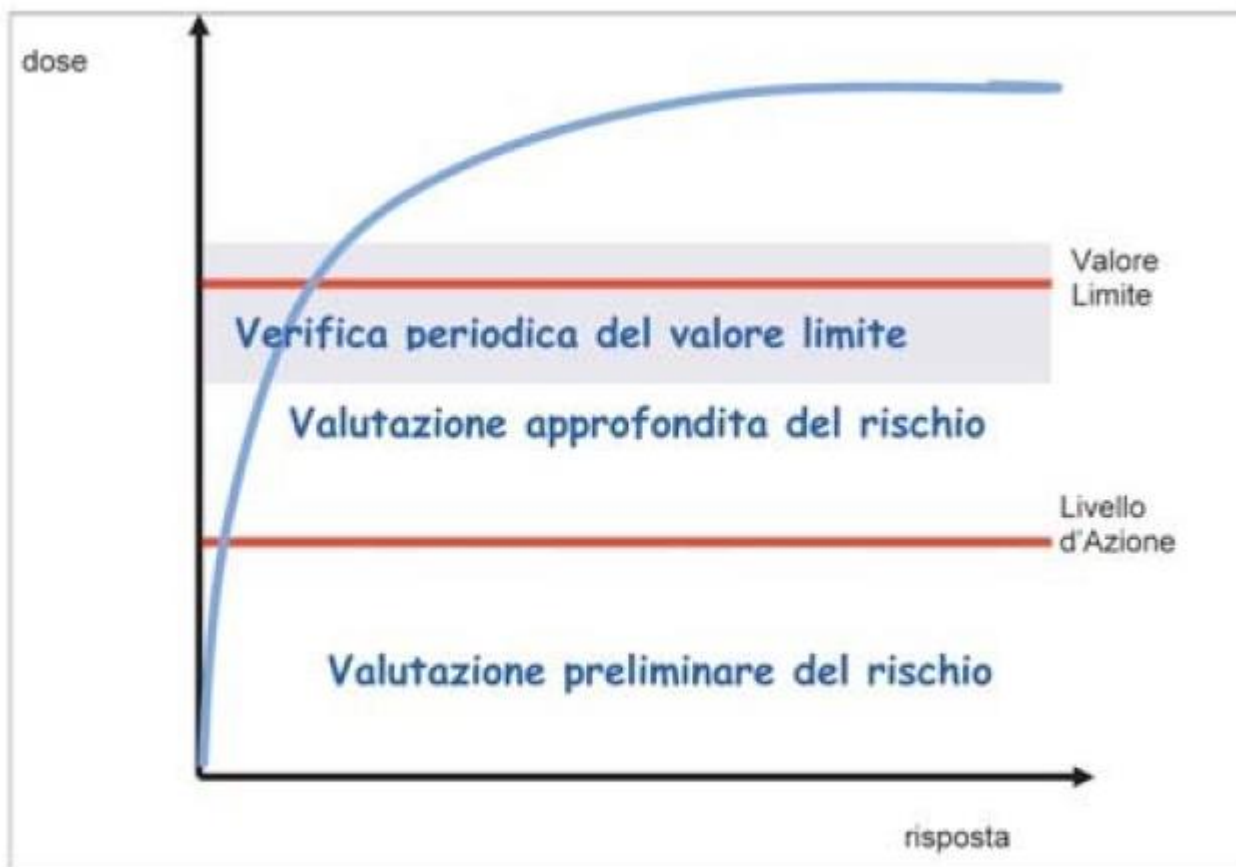 dose
Valore
Limite
Verifica periodica del valore limite
Valutazione approfondita del rischio
Livello
d'Azione
Valutazione preliminare del rischio
risposta